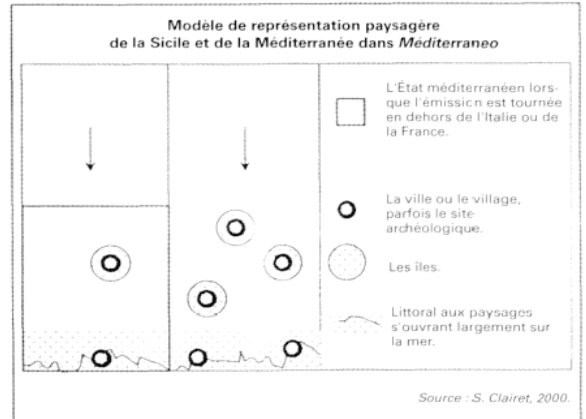 Modèle de représentation paysagère
de la Sicile et de la Méditerranée dans Méditerraneo
L'État méditerranéen lors-
que l'émission est tournée
en dehors de l'Italie ou de
la France.
La ville ou le village,
parfois le site
archéologique.
Les îles.
Littoral aux paysages
s'ouvrant largement sur
la mer.
Source : S. Clairet, 2000.